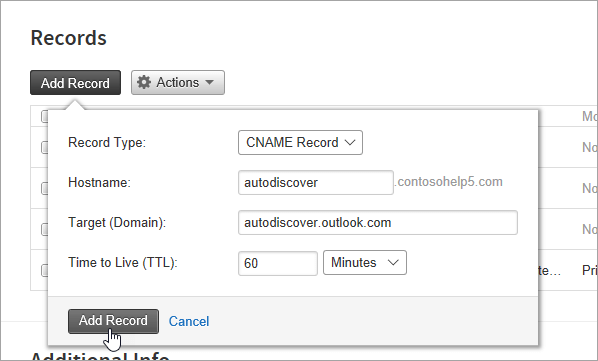 Records
Add Record Actions
Mo
No
Record Type: CNAME Record
No
Hostname: autodiscover .contosohelp5.com
No
Target (Domain): autodiscover.outlook.com
Time to Live (TTL): 60 Minutes
te... Pri
Add Record Cancel
Additional Info